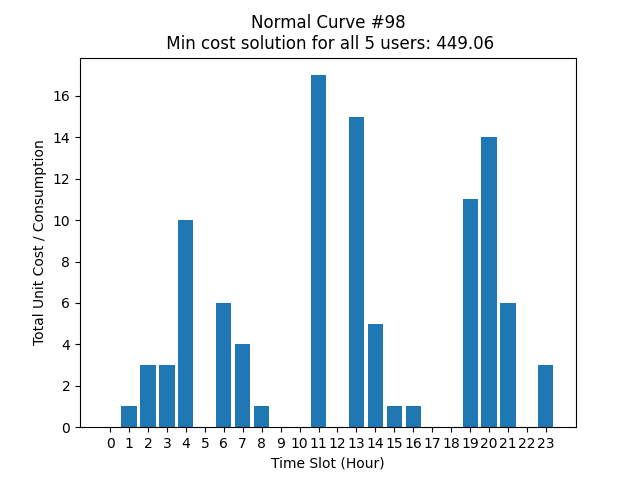 Normal Curve #98
Min cost solution for all 5 users: 449.06
Total Unit Cost / Consumption
16
14
12
10
8
6
4
2
0
0 1 2 3 4 5 6 7 8 9 10 11 12 13 14 15 16 17 18 19 20 21 22 23
Time Slot (Hour)